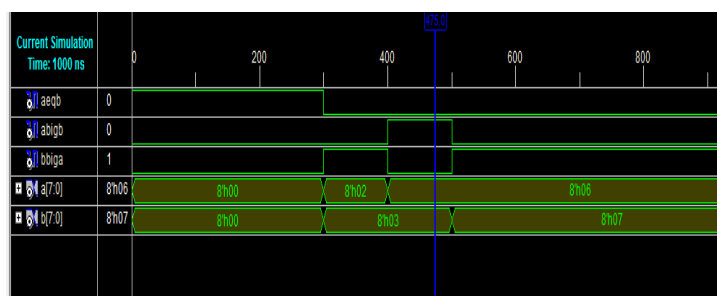 475.0
Current Simulation
Time: 1000 ns
0 200 400 600 800
aeqb 0
abigb 0
bbiga 1
a[7:0] 8'h06 8'h00 8'h02 8'h06
b[7:0] 8'h07 8'h00 8'h03 8'h07